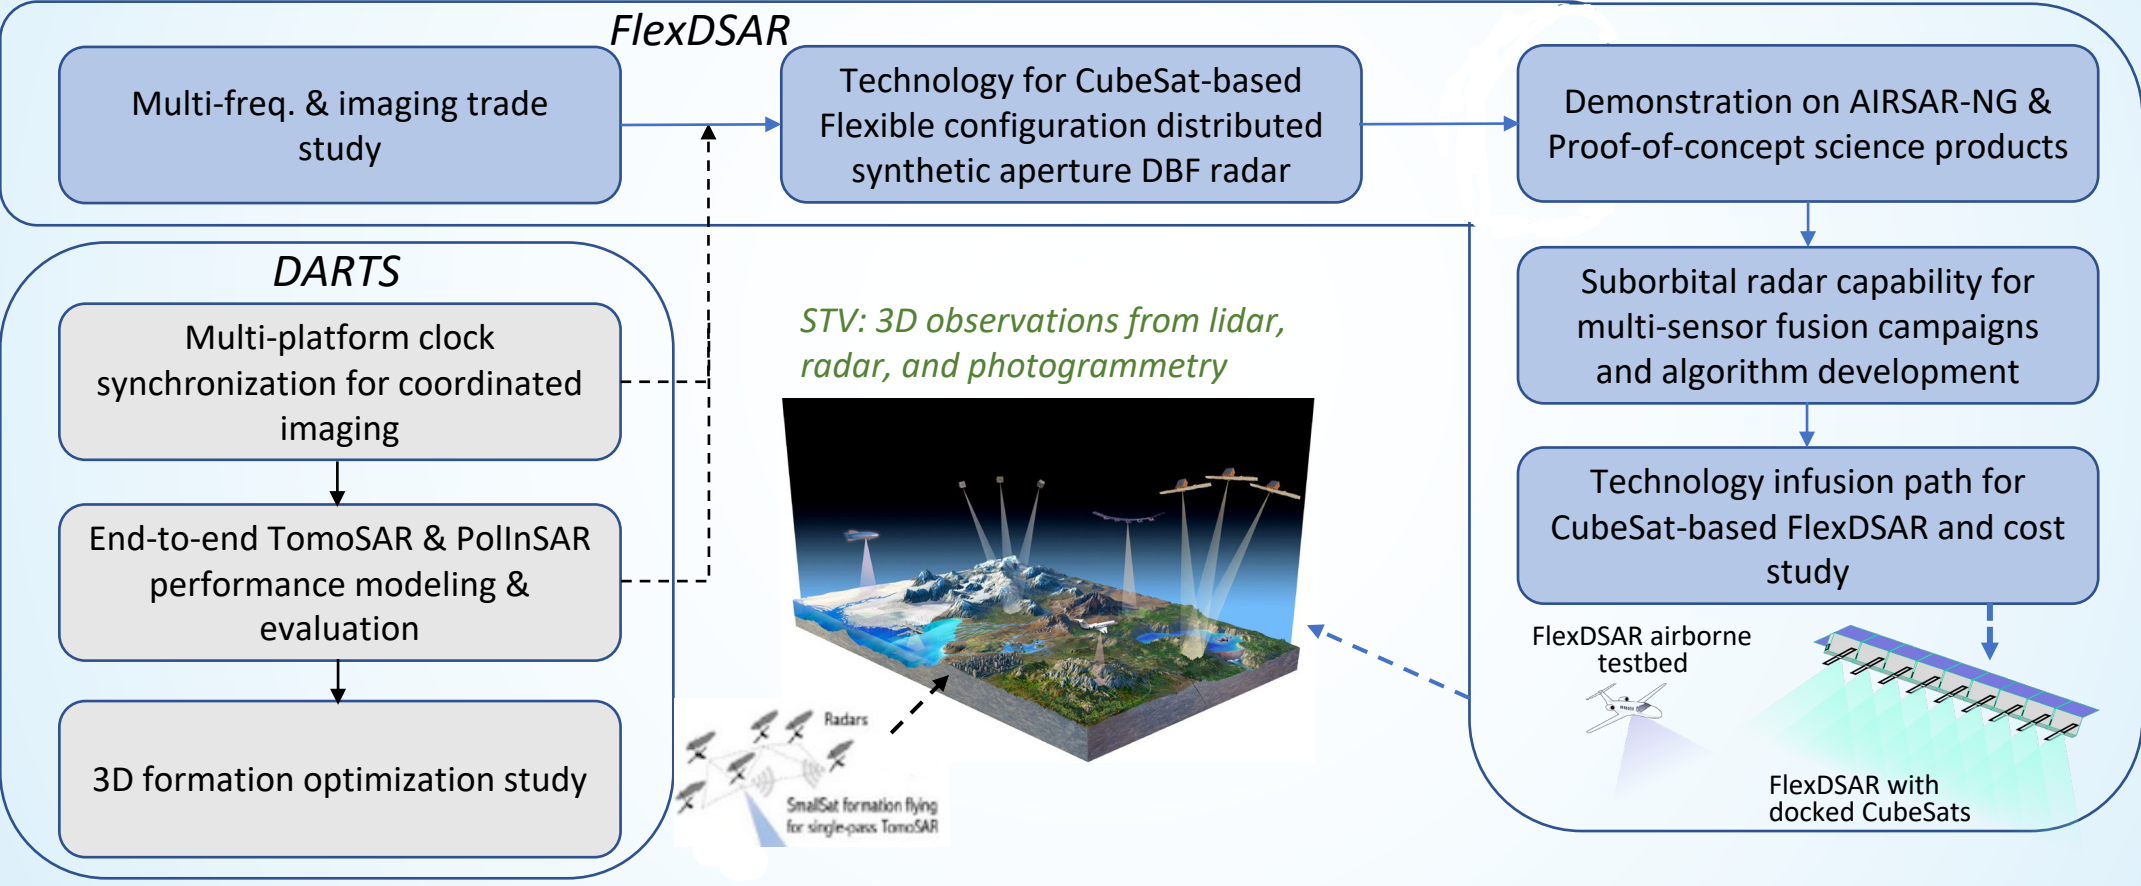 FlexDSAR
Multi-freq. & imaging trade
study
Technology for CubeSat-based
Flexible configuration distributed
synthetic aperture DBF radar
Demonstration on AIRSAR-NG &
Proof-of-concept science products
Suborbital radar capability for
multi-sensor fusion campaigns
and algorithm development
Technology infusion path for
CubeSat-based FlexDSAR and cost
study
FlexDSAR airborne
testbed
FlexDSAR with
docked CubeSats
DARTS
Multi-platform clock
synchronization for coordinated
imaging
End-to-end TomoSAR & PolInSAR
performance modeling &
evaluation
3D formation optimization study
STV: 3D observations from lidar,
radar, and photogrammetry
Radars
SmallSat formation flying
for single-pass TomoSAR